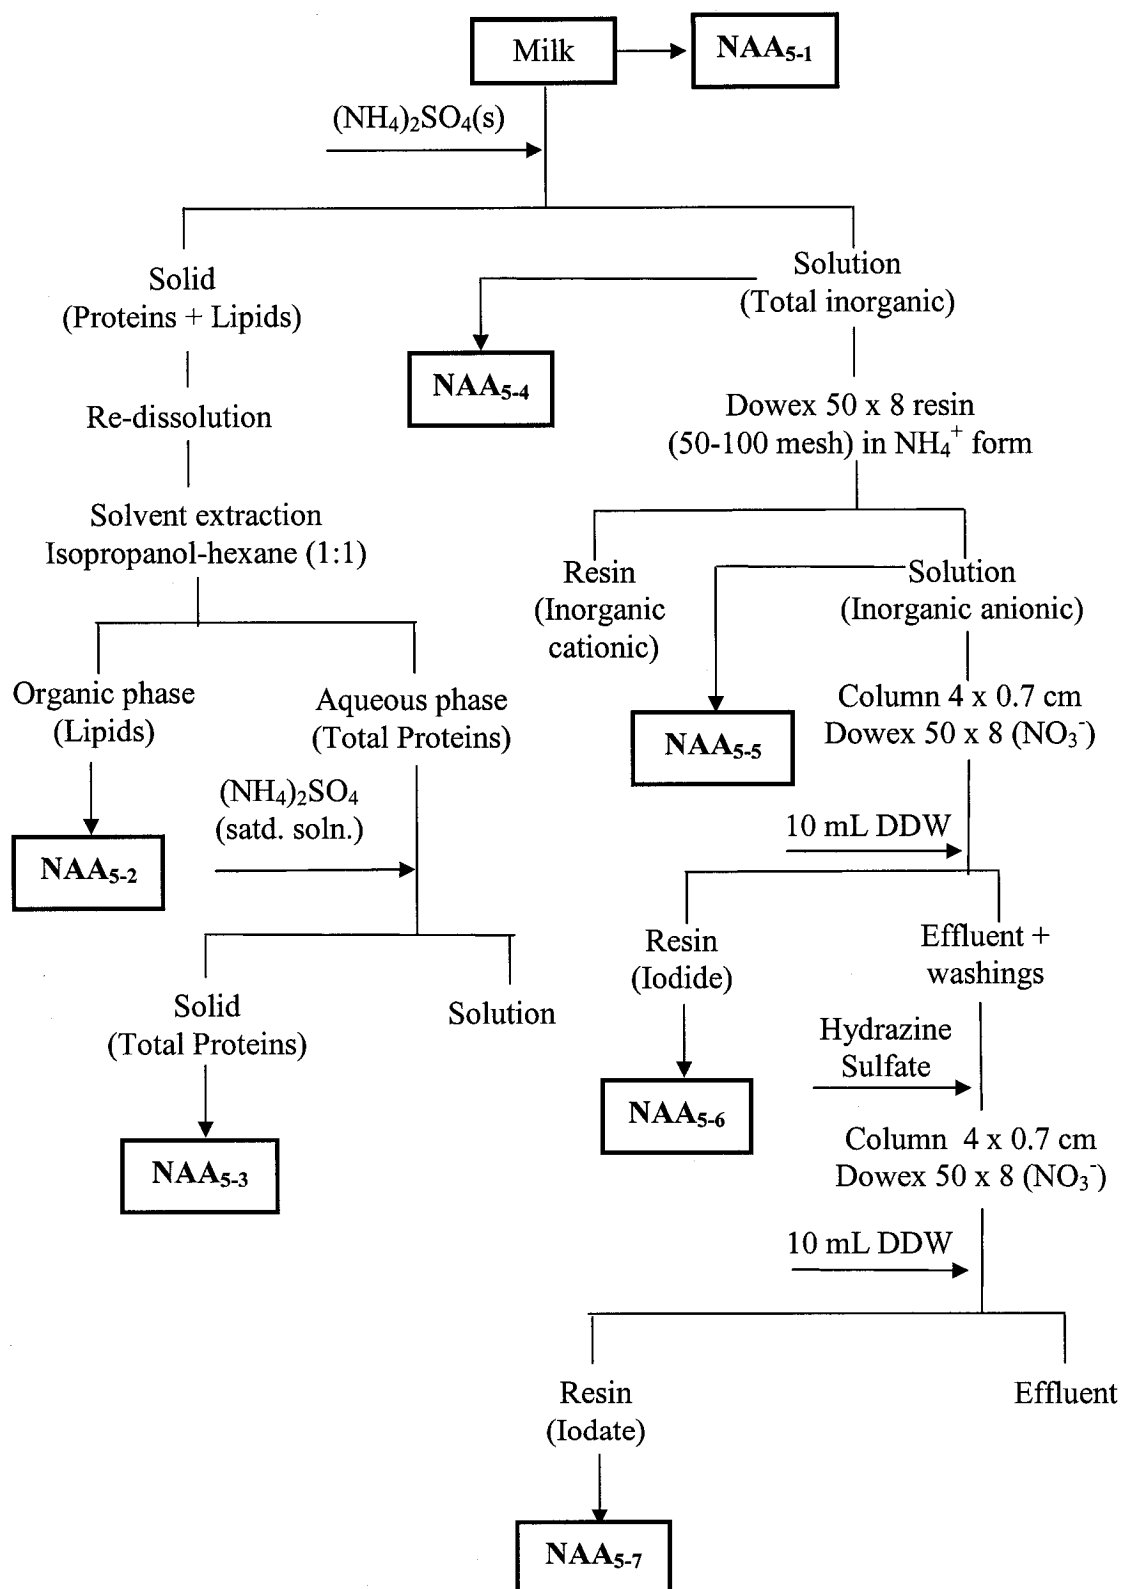 Milk
NAA5-1
(NH4)2SO4(s)
Solid
(Proteins + Lipids)
Solution
(Total inorganic)
NAA5-4
Re-dissolution
Dowex 50 x 8 resin
(50-100 mesh) in NH4+ form
Solvent extraction
Isopropanol-hexane (1:1)
Resin
(Inorganic
cationic)
Solution
(Inorganic anionic)
Organic phase
(Lipids)
Aqueous phase
(Total Proteins)
NAA5-5
Column 4 x 0.7 cm
Dowex 50 x 8 (NO3-)
(NH4)2SO4
(satd. soln.)
10 mL DDW
NAA5-2
Resin
(Iodide)
Effluent +
washings
Solid
(Total Proteins)
Solution
Hydrazine
Sulfate
NAA5-6
NAA5-3
Column 4 x 0.7 cm
Dowex 50 x 8 (NO3-)
10 mL DDW
Resin
(Iodate)
Effluent
NAA5-7